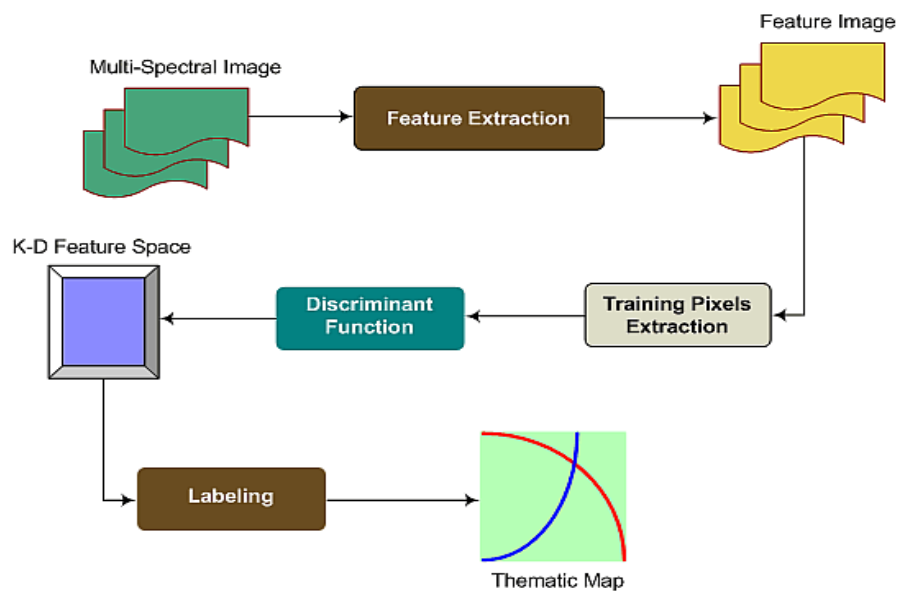 Feature Image
Multi-Spectral Image
Feature Extraction
K-D Feature Space
Discriminant
Function
Training Pixels
Extraction
Labeling
Thematic Map